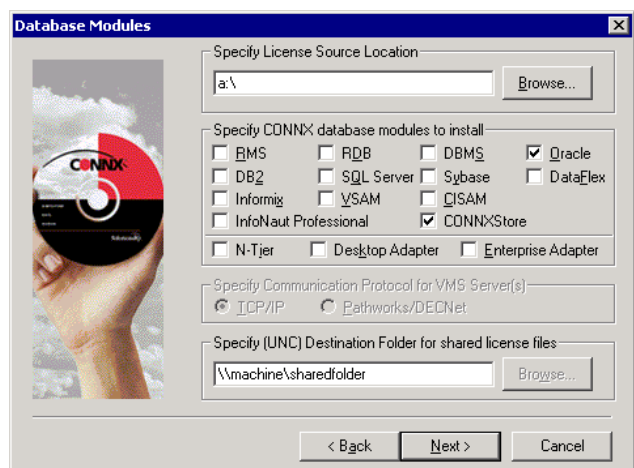 Database Modules
Specify License Source Location
a:\
Browse...
CONNX
Specify CONNX database modules to install
RMS RDB DBMS Oracle
DB2 SQL Server Sybase DataFlex
Informix VSAM CISAM
InfoNaut Professional CONNXStore
N-Tier Desktop Adapter Enterprise Adapter
Specify Communication Protocol for VMS Server(s)
TCP/IP Pathworks/DECNet
Specify (UNC) Destination Folder for shared license files
\\machine\sharedfolder
Browse...
< Back Next > Cancel